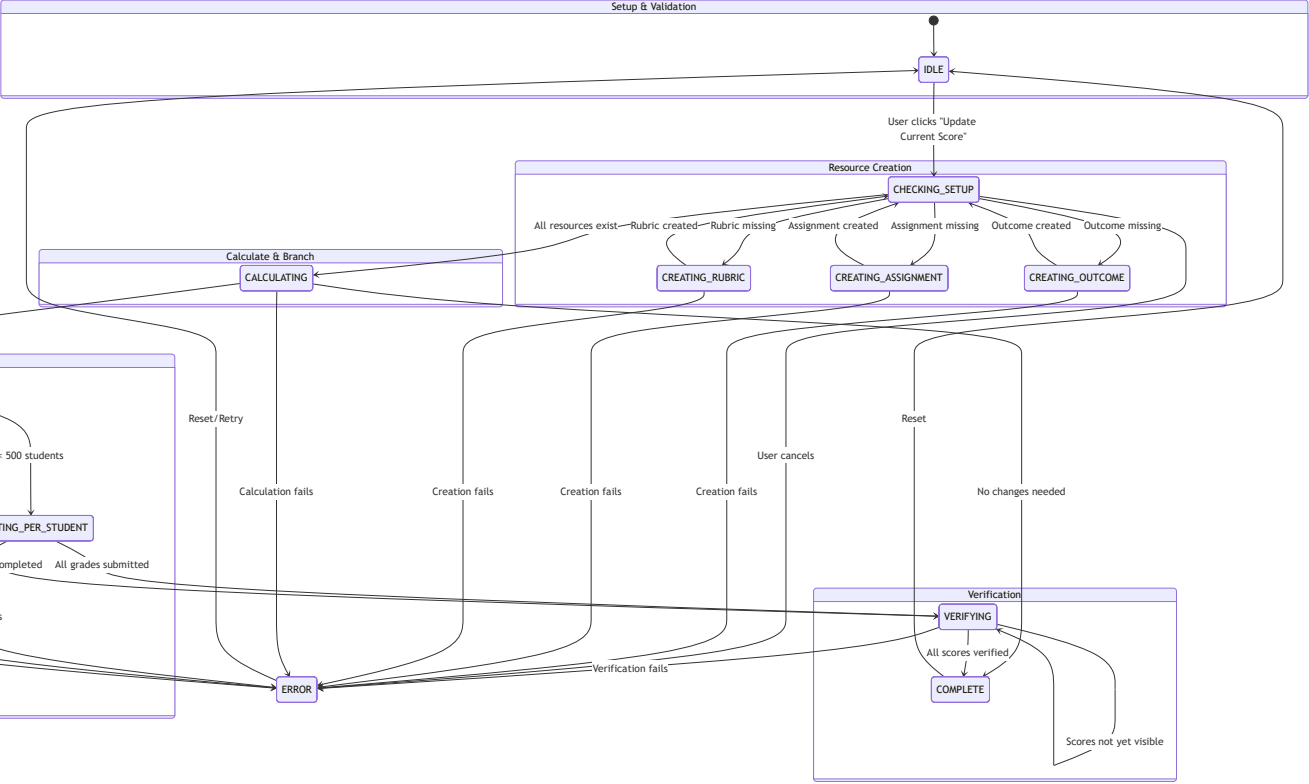 Setup & Validation
IDLE
User clicks "Update
Current Score"
Resource Creation
CHECKING_SETUP
All resources exist
Rubric created
Rubric missing
Assignment created
Assignment missing
Outcome created
Outcome missing
Calculate & Branch
CALCULATING
CREATING_RUBRIC
CREATING_ASSIGNMENT
CREATING_OUTCOME
Reset/Retry
Reset
500 students
User cancels
Calculation fails
Creation fails
Creation fails
Creation fails
No changes needed
TING_PER_STUDENT
ompleted
All grades submitted
Verification
VERIFYING
s
All scores verified
Verification fails
ERROR
COMPLETE
Scores not yet visible